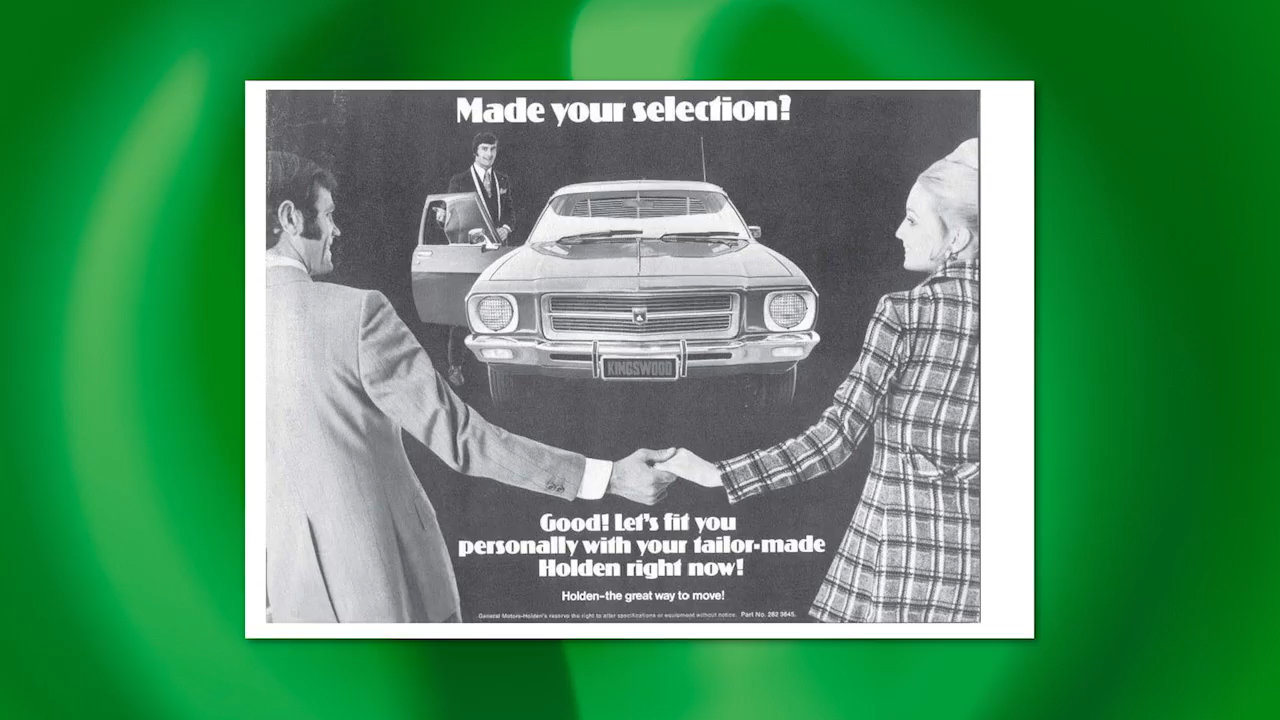 Made your selection?
KINGSWOOD
Good! Let's fit you
personally with your tailor-made
Holden right now!
Holden-the great way to move!
General Motors-Holden's reserve the right to alter specifications or equipment without notice. Part No. 282 3645.